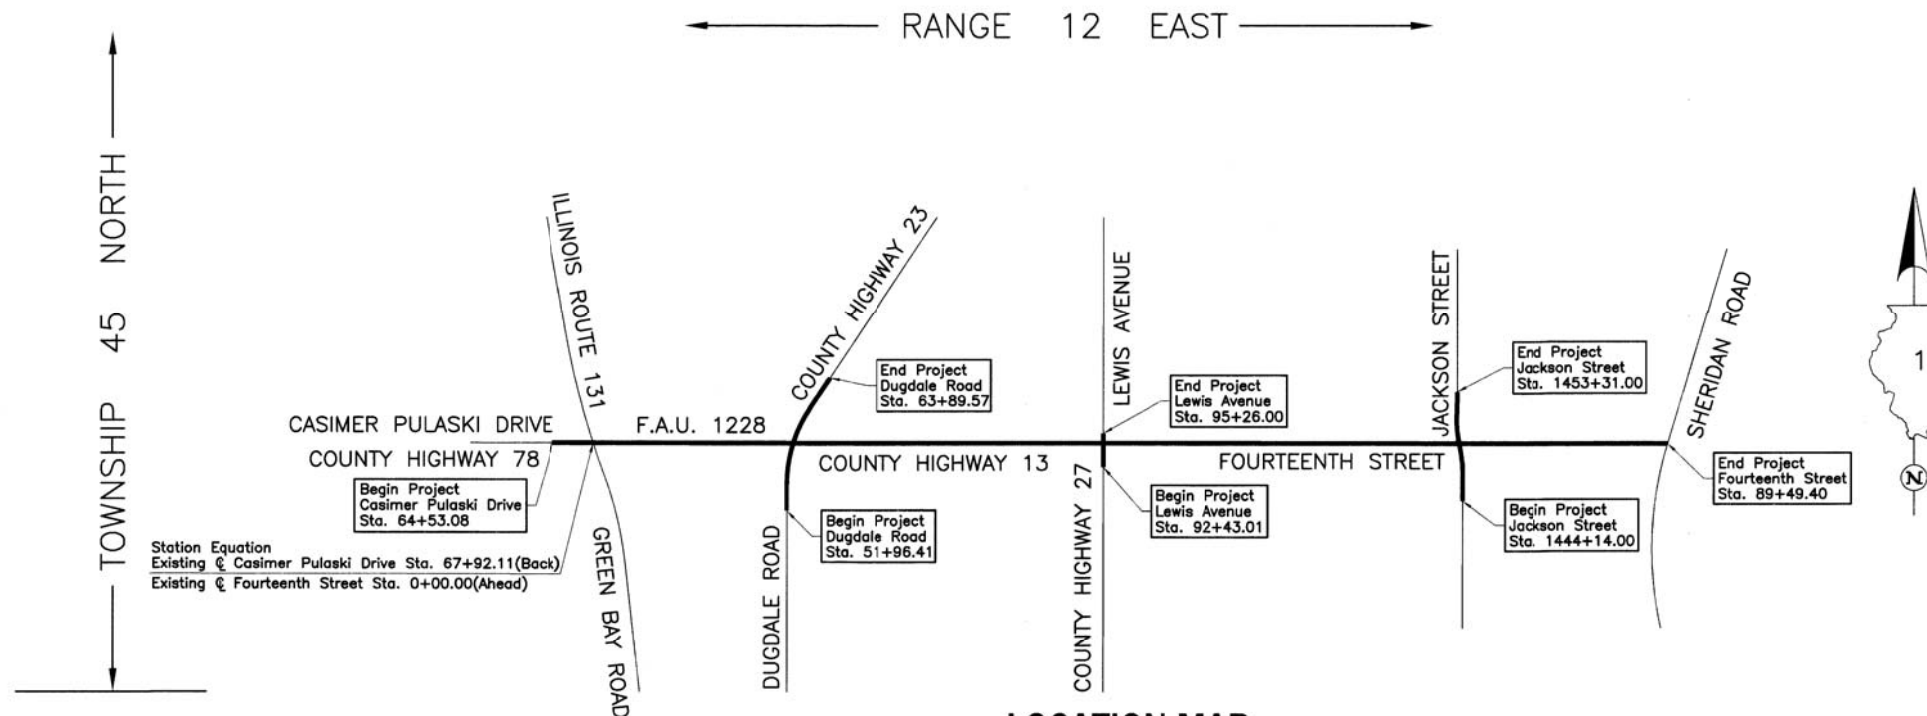 RANGE 12 EAST
TOWNSHIP 45 NORTH
ILLINOIS ROUTE 131
COUNTY HIGHWAY 23
LEWIS AVENUE
JACKSON STREET
SHERIDAN ROAD
End Project
Dugdale Road
Sta. 63+89.57
End Project
Lewis Avenue
Sta. 95+26.00
End Project
Jackson Street
Sta. 1453+31.00
1
CASIMER PULASKI DRIVE
F.A.U. 1228
COUNTY HIGHWAY 78
COUNTY HIGHWAY 13
FOURTEENTH STREET
Begin Project
Casimer Pulaski Drive
Sta. 64+53.08
Begin Project
Dugdale Road
Sta. 51+96.41
Begin Project
Lewis Avenue
Sta. 92+43.01
Begin Project
Jackson Street
Sta. 1444+14.00
End Project
Fourteenth Street
Sta. 89+49.40
N
Station Equation
Existing ℄ Casimer Pulaski Drive Sta. 67+92.11(Back)
Existing ℄ Fourteenth Street Sta. 0+00.00(Ahead)
GREEN BAY ROAD
DUGDALE ROAD
COUNTY HIGHWAY 27
LOCATION MAP